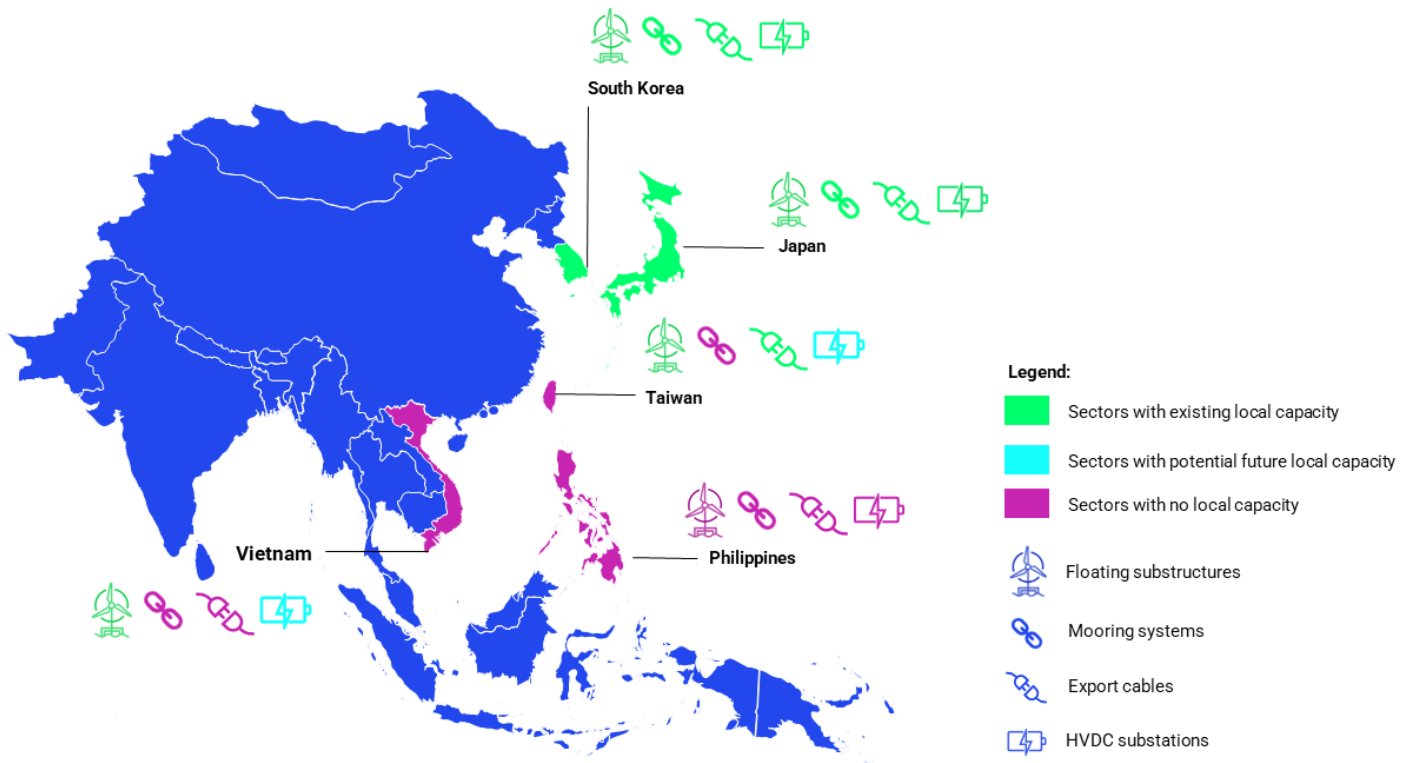 South Korea
Japan
Taiwan
Vietnam
Philippines
Legend:
Sectors with existing local capacity
Sectors with potential future local capacity
Sectors with no local capacity
Floating substructures
Mooring systems
Export cables
HVDC substations